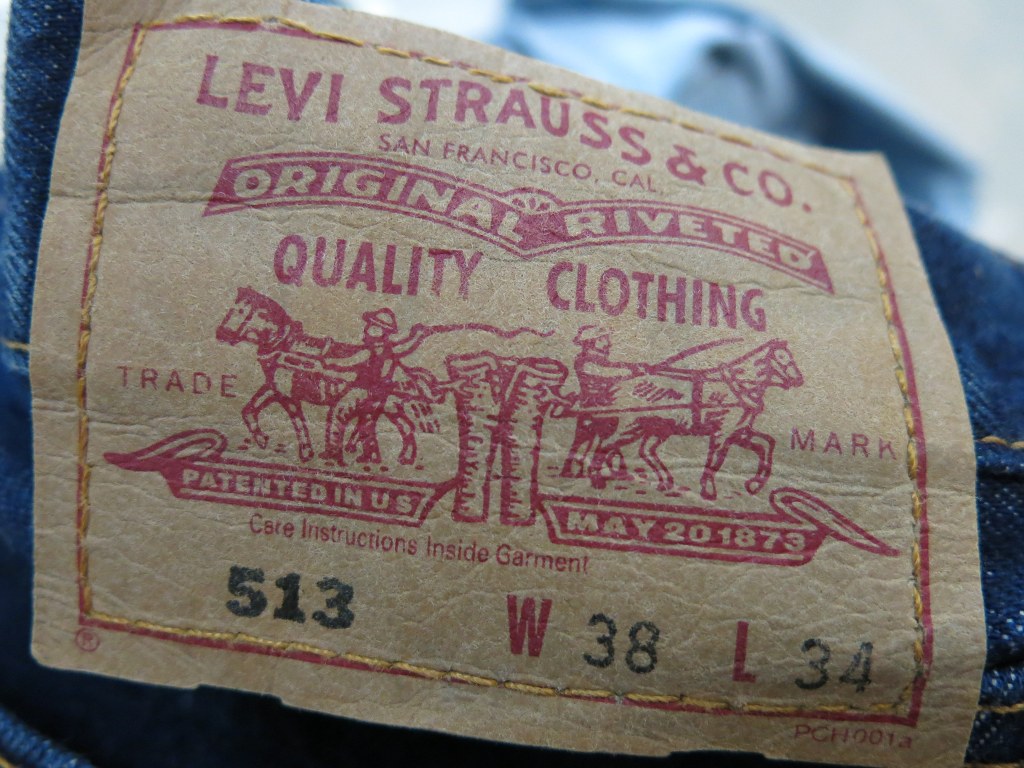 LEVI STRAUSS & CO.
SAN FRANCISCO, CAL.
ORIGINAL RIVETED
QUALITY CLOTHING
TRADE MARK
PATENTED IN US MAY 20 1873
Care Instructions Inside Garment
513 W 38 L 34
®
PCH001a